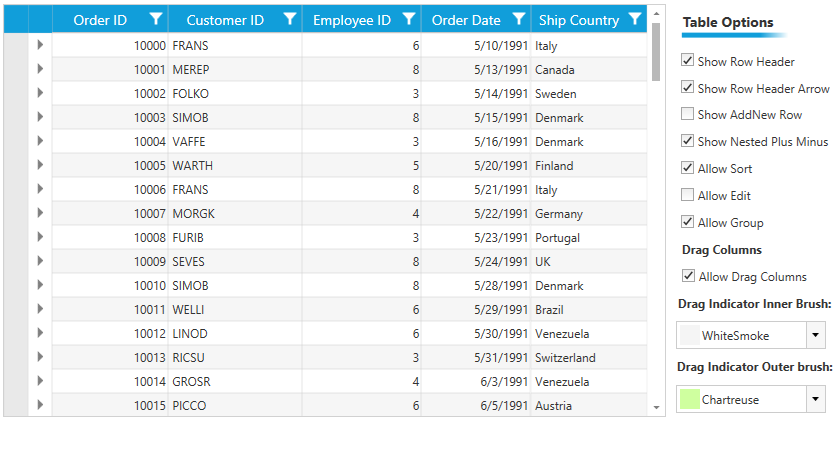 Order ID Customer ID Employee ID Order Date Ship Country
10000 FRANS 6 5/10/1991 Italy
10001 MEREP 8 5/13/1991 Canada
10002 FOLKO 3 5/14/1991 Sweden
10003 SIMOB 8 5/15/1991 Denmark
10004 VAFFE 3 5/16/1991 Denmark
10005 WARTH 5 5/20/1991 Finland
10006 FRANS 8 5/21/1991 Italy
10007 MORGK 4 5/22/1991 Germany
10008 FURIB 3 5/23/1991 Portugal
10009 SEVES 8 5/24/1991 UK
10010 SIMOB 8 5/28/1991 Denmark
10011 WELLI 6 5/29/1991 Brazil
10012 LINOD 6 5/30/1991 Venezuela
10013 RICSU 3 5/31/1991 Switzerland
10014 GROSR 4 6/3/1991 Venezuela
10015 PICCO 6 6/5/1991 Austria
Table Options
Show Row Header
Show Row Header Arrow
Show AddNew Row
Show Nested Plus Minus
Allow Sort
Allow Edit
Allow Group
Drag Columns
Allow Drag Columns
Drag Indicator Inner Brush:
WhiteSmoke
Drag Indicator Outer brush:
Chartreuse